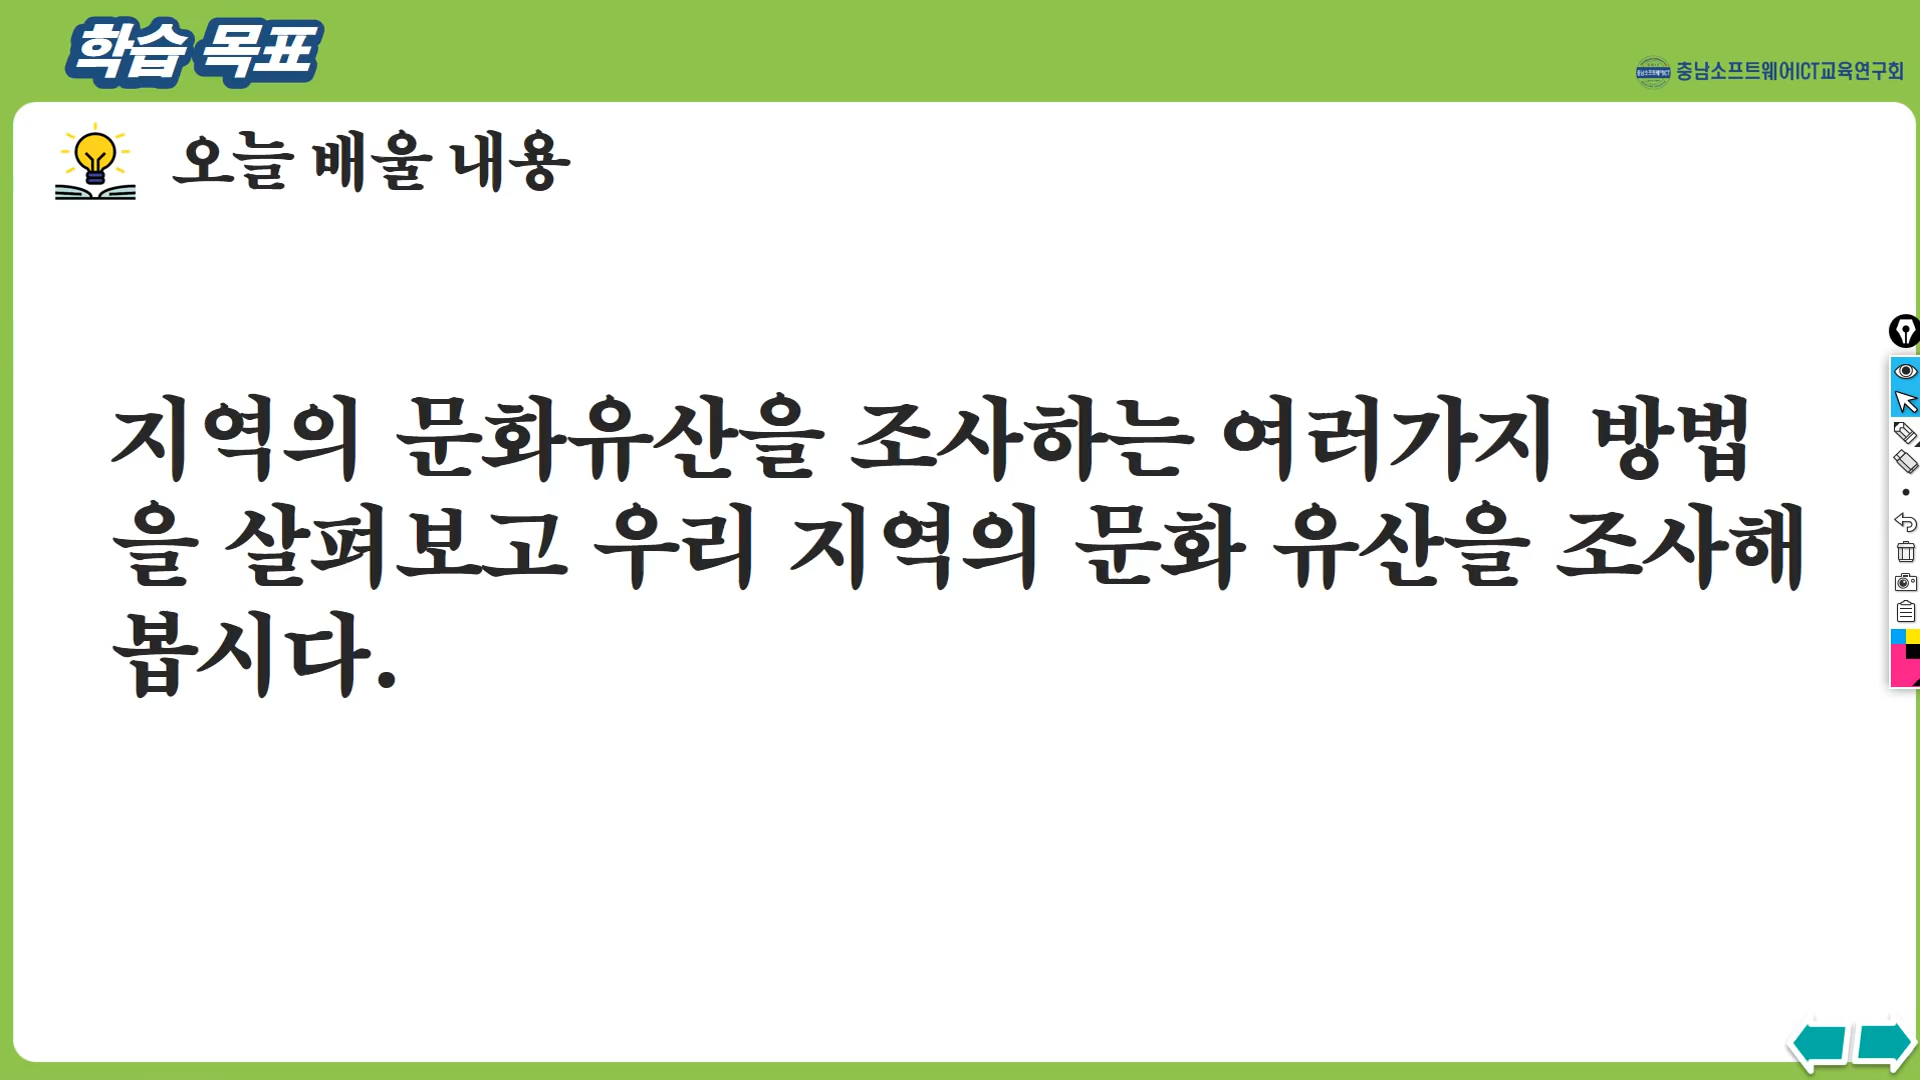 학습 목표
충남소프트웨어ICT교육연구회
오늘 배울 내용
지역의 문화유산을 조사하는 여러가지 방법
을 살펴보고 우리 지역의 문화 유산을 조사해
봅시다.